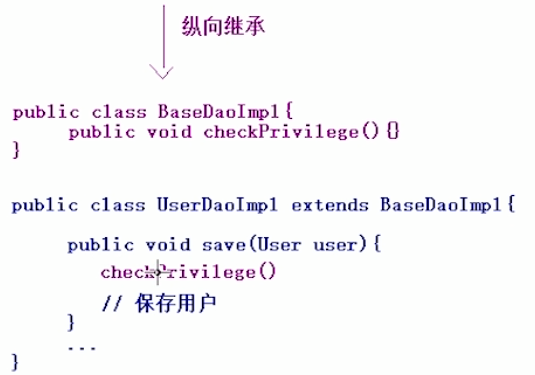 纵向继承
public class BaseDaoImpl{
public void checkPrivilege(){}
}
public class UserDaoImpl extends BaseDaoImpl{
public void save(User user){
checkPrivilege()
// 保存用户
}
...
}